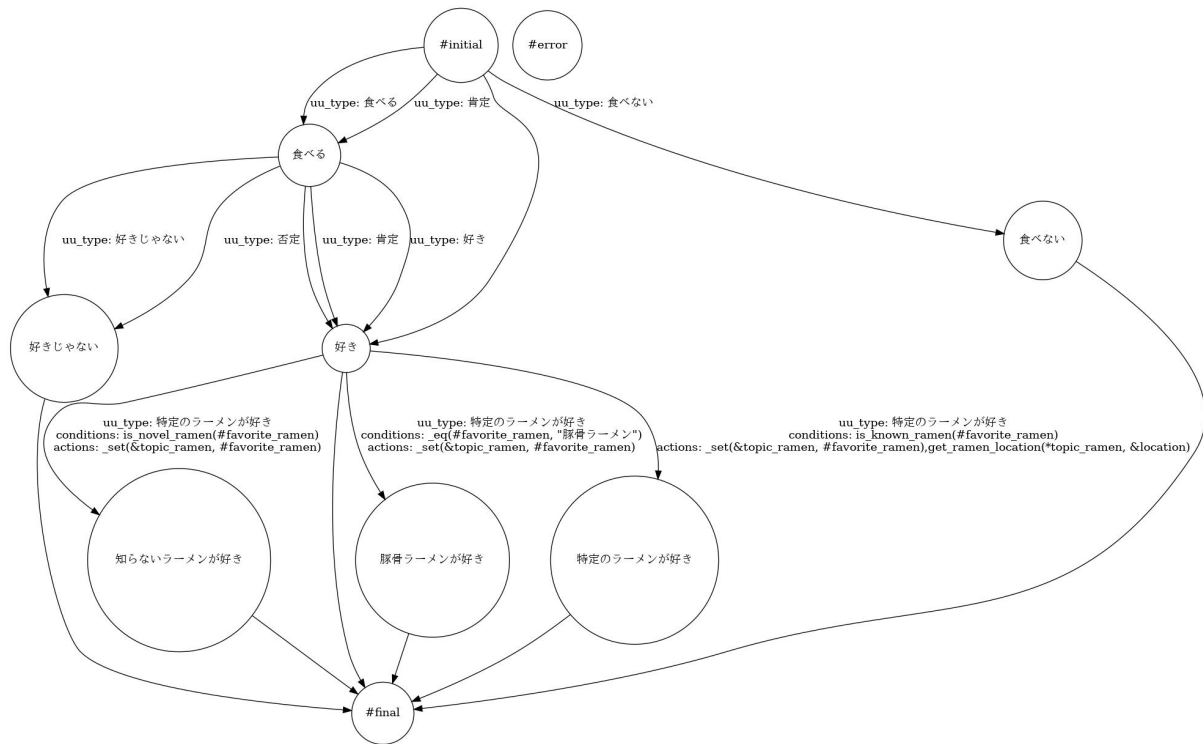 #initial
#error
uu_type: 食べる
uu_type: 肯定
uu_type: 食べない
食べる
uu_type: 好きじゃない
uu_type: 否定
uu_type: 肯定
uu_type: 好き
食べない
好きじゃない
好き
uu_type: 特定のラーメンが好き
conditions: is_novel_ramen(#favorite_ramen)
actions: _set(&topic_ramen, #favorite_ramen)
uu_type: 特定のラーメンが好き
conditions: _eq(#favorite_ramen, "豚骨ラーメン")
actions: _set(&topic_ramen, #favorite_ramen)
uu_type: 特定のラーメンが好き
conditions: is_known_ramen(#favorite_ramen)
actions: _set(&topic_ramen, #favorite_ramen),get_ramen_location(*topic_ramen, &location)
知らないラーメンが好き
豚骨ラーメンが好き
特定のラーメンが好き
#final